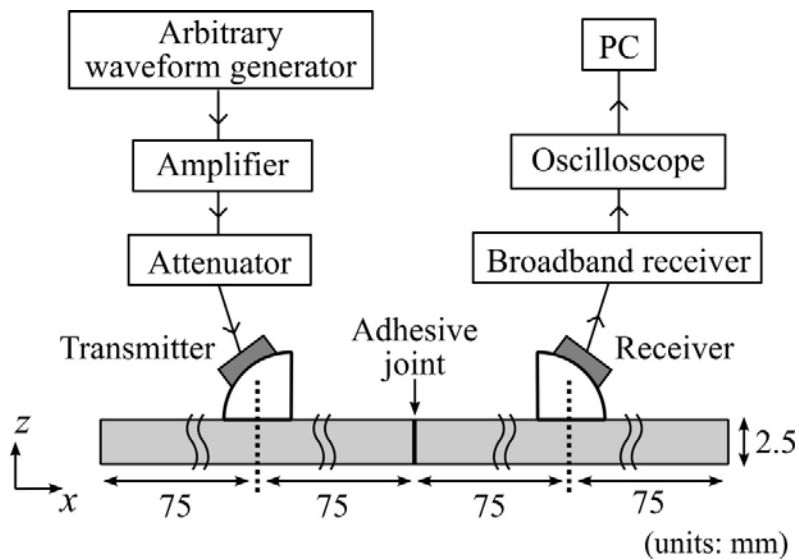 Arbitrary
waveform generator
PC
Amplifier
Oscilloscope
Attenuator
Broadband receiver
Transmitter
Adhesive
joint
Receiver
z
x
2.5
75
75
75
75
(units: mm)